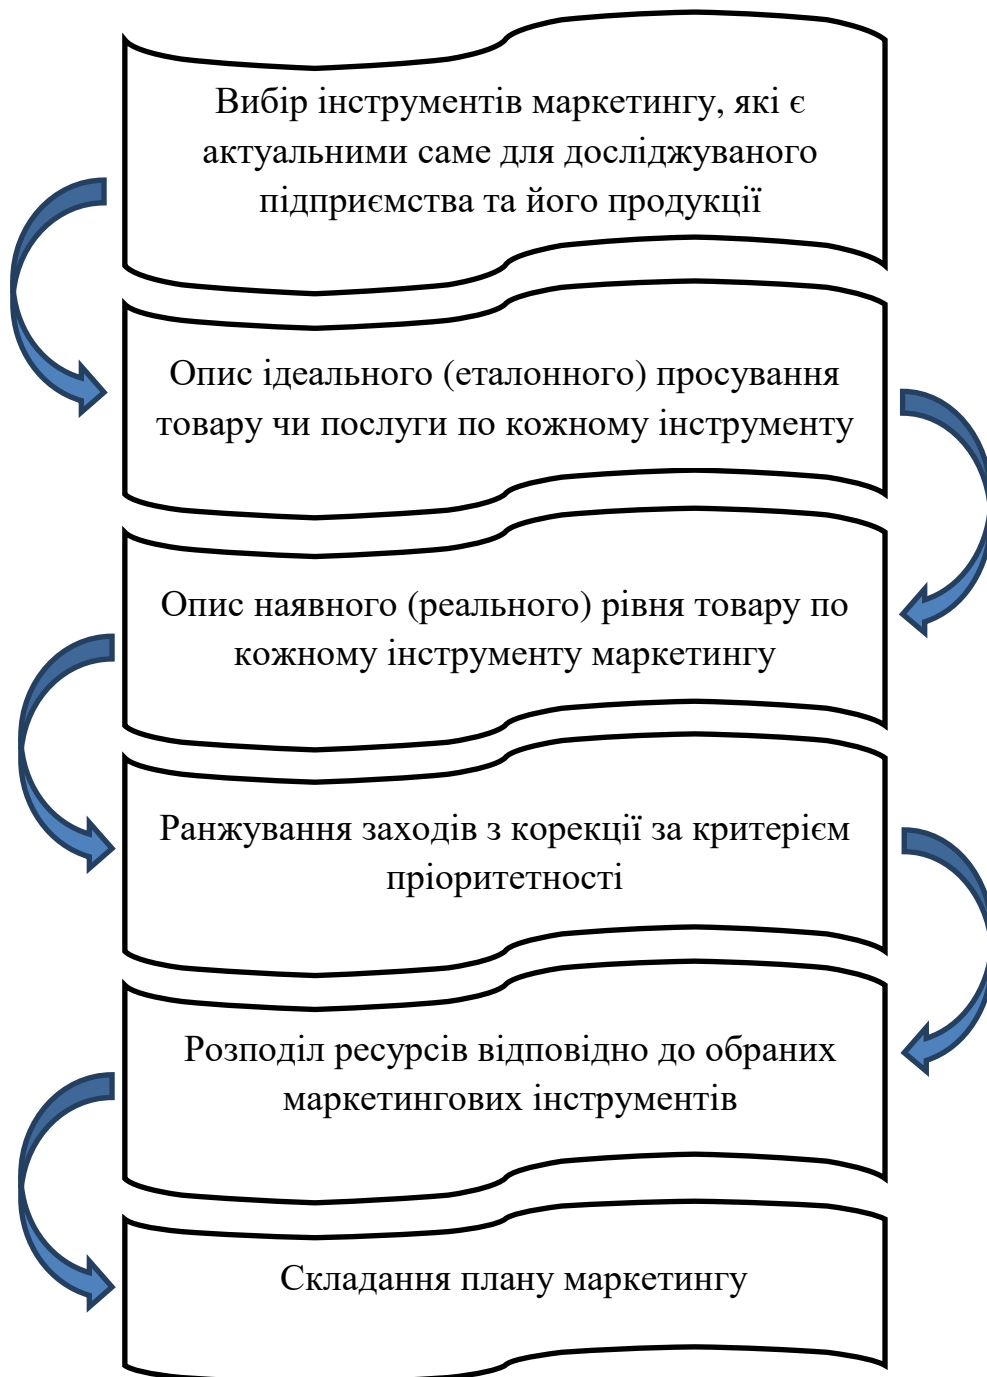 Вибір інструментів маркетингу, які є
актуальними саме для досліджуваного
підприємства та його продукції
Опис ідеального (еталонного) просування
товару чи послуги по кожному інструменту
Опис наявного (реального) рівня товару по
кожному інструменту маркетингу
Ранжування заходів з корекції за критерієм
пріоритетності
Розподіл ресурсів відповідно до обраних
маркетингових інструментів
Складання плану маркетингу